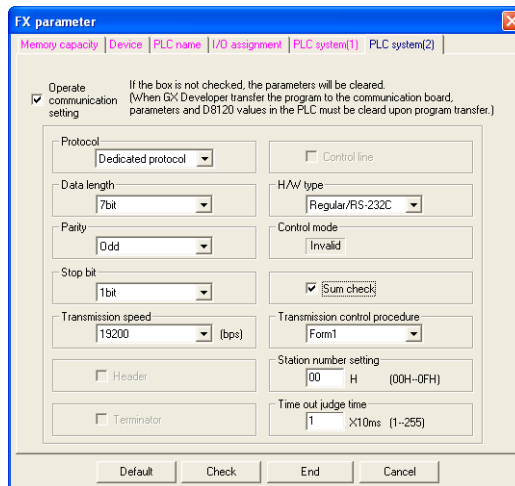 FX parameter
Memory capacity Device PLC name I/O assignment PLC system(1) PLC system(2)
Operate communication setting
If the box is not checked, the parameters will be cleared.
(When GX Developer transfer the program to the communication board,
parameters and D8120 values in the PLC must be cleard upon program transfer.)
Protocol
Dedicated protocol
Control line
Data length
7bit
H/W type
Regular/RS-232C
Parity
Odd
Control mode
Invalid
Stop bit
1bit
Sum check
Transmission speed
19200 (bps)
Transmission control procedure
Form1
Header
Station number setting
00 H (00H--0FH)
Terminator
Time out judge time
1 X10ms (1--255)
Default Check End Cancel